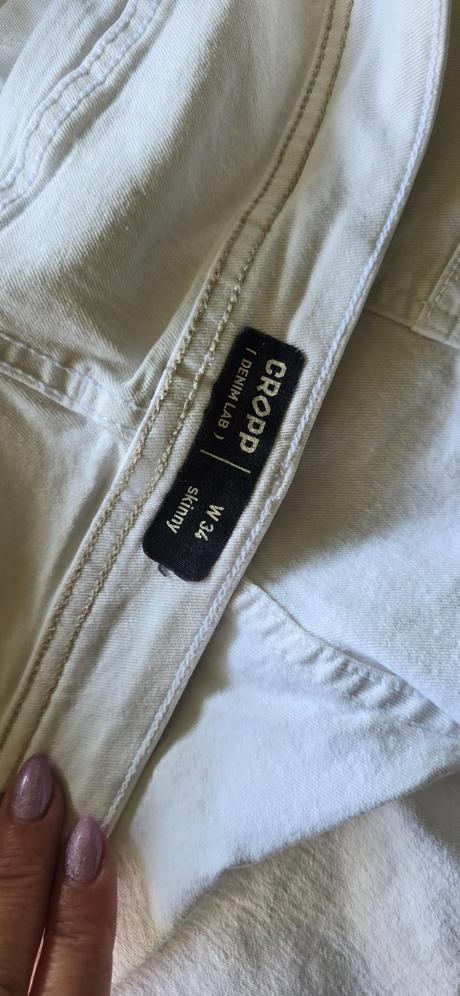 CROPP
( DENIM LAB )
W 34
skinny